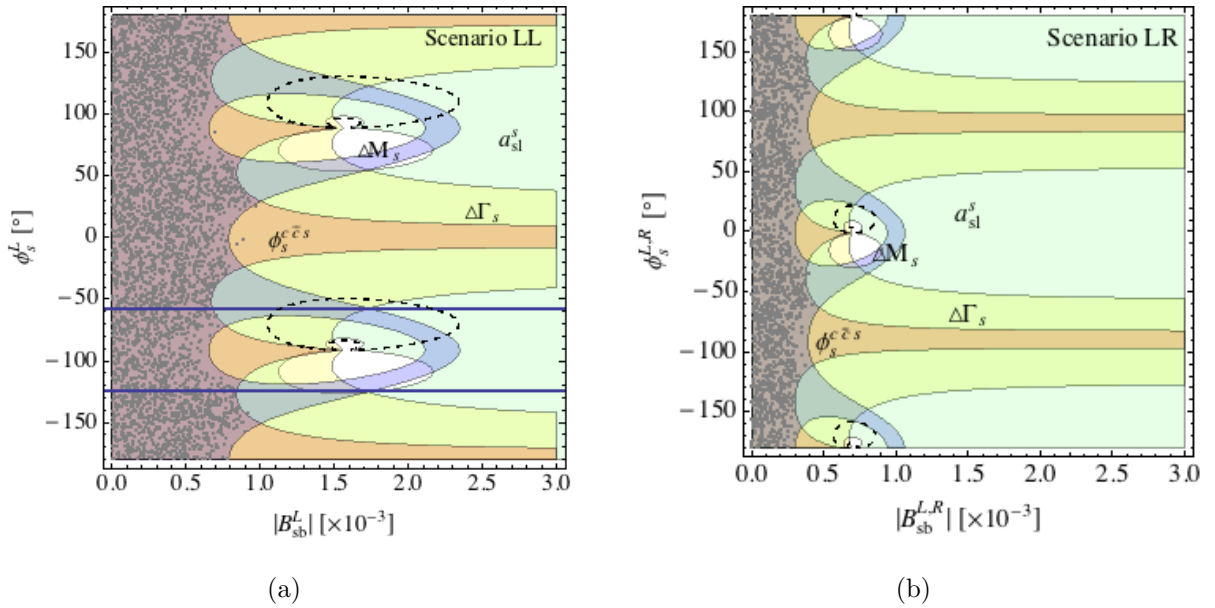 Scenario LL
ΔM_s
a^s_sl
ΔΓ_s
ϕ_s^{c c̅ s}
150
100
50
0
−50
−100
−150
ϕ_s^L [°]
0.0 0.5 1.0 1.5 2.0 2.5 3.0
|B_sb^L| [×10^{−3}]
(a)
Scenario LR
a^s_sl
ΔM_s
ΔΓ_s
ϕ_s^{c c̅ s}
150
100
50
0
−50
−100
−150
ϕ_s^{L,R} [°]
0.0 0.5 1.0 1.5 2.0 2.5 3.0
|B_sb^{L,R}| [×10^{−3}]
(b)